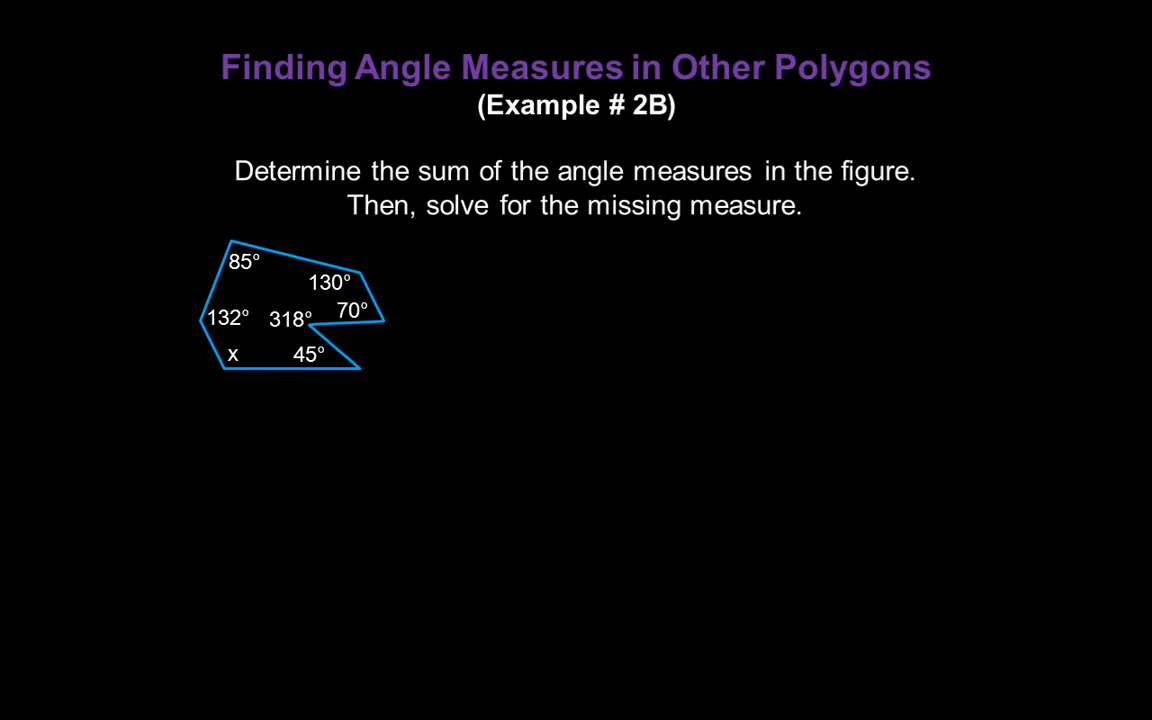 Finding Angle Measures in Other Polygons
(Example # 2B)
Determine the sum of the angle measures in the figure.
Then, solve for the missing measure.
85°
130°
70°
132° 318°
x 45°